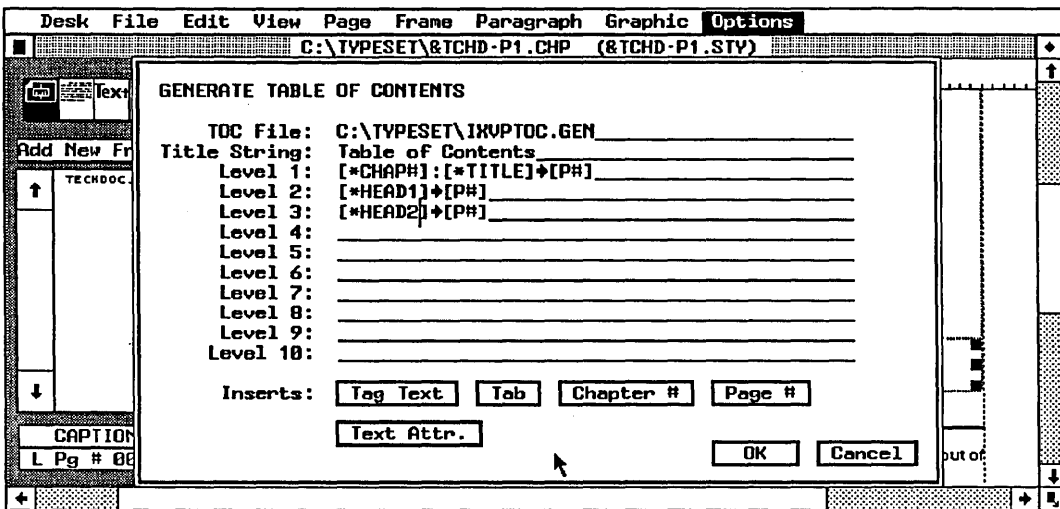 Desk File Edit View Page Frame Paragraph Graphic Options
C:\TYPESET\&TCHD-P1.CHP (&TCHD-P1.STY)
Text
GENERATE TABLE OF CONTENTS
TOC File: C:\TYPESET\IXVPTOC.GEN
Add New Fr
Title String: Table of Contents
TECHDOC.
Level 1: [*CHAP#]:[*TITLE]→[P#]
Level 2: [*HEAD1]→[P#]
Level 3: [*HEAD2]→[P#]
Level 4:
Level 5:
Level 6:
Level 7:
Level 8:
Level 9:
Level 10:
Inserts: Tag Text Tab Chapter # Page #
CAPTION
Text Attr.
L Pg # 00
OK Cancel
out of